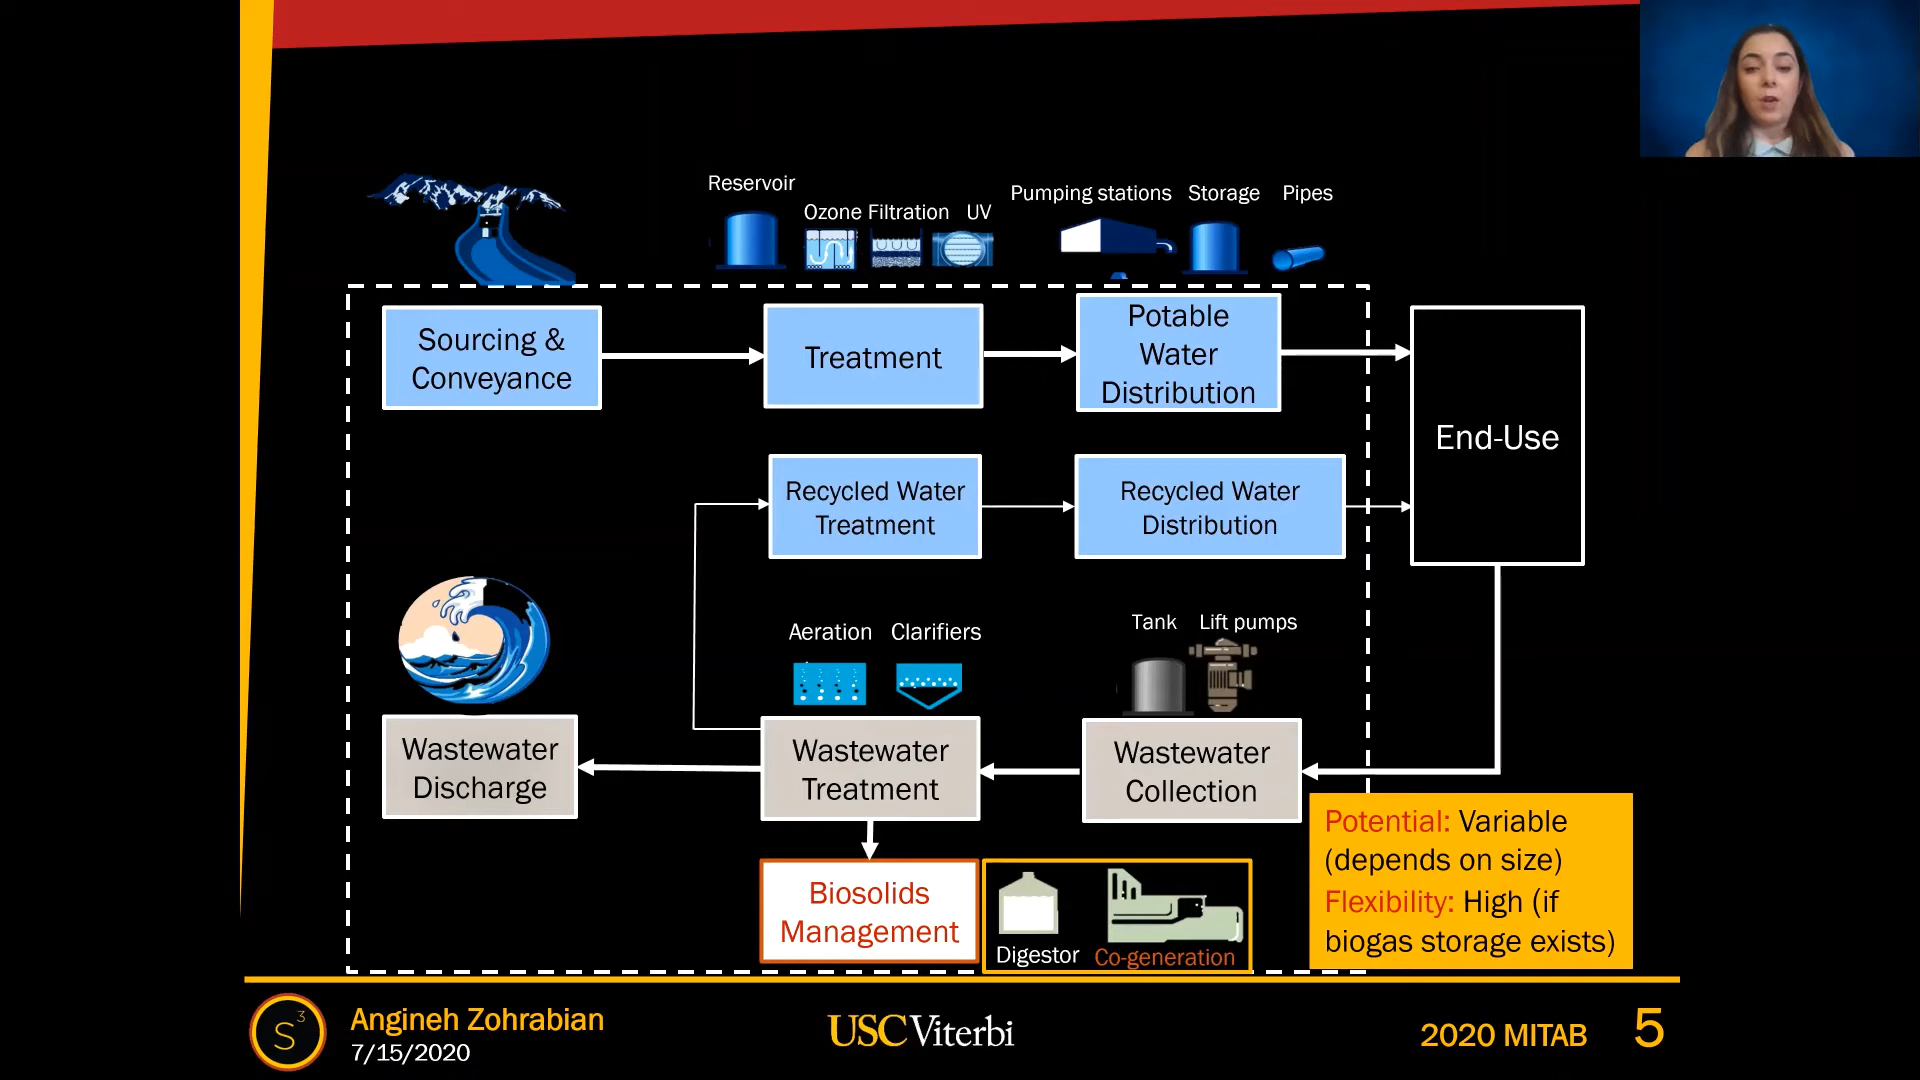 Reservoir
Ozone Filtration UV
Pumping stations Storage Pipes
Sourcing &
Conveyance
Treatment
Potable
Water
Distribution
End-Use
Recycled Water
Treatment
Recycled Water
Distribution
Aeration Clarifiers
Tank Lift pumps
Wastewater
Discharge
Wastewater
Treatment
Wastewater
Collection
Potential: Variable
(depends on size)
Flexibility: High (if
biogas storage exists)
Biosolids
Management
Digestor Co-generation
S3
Angineh Zohrabian
7/15/2020
USC Viterbi
2020 MITAB 5